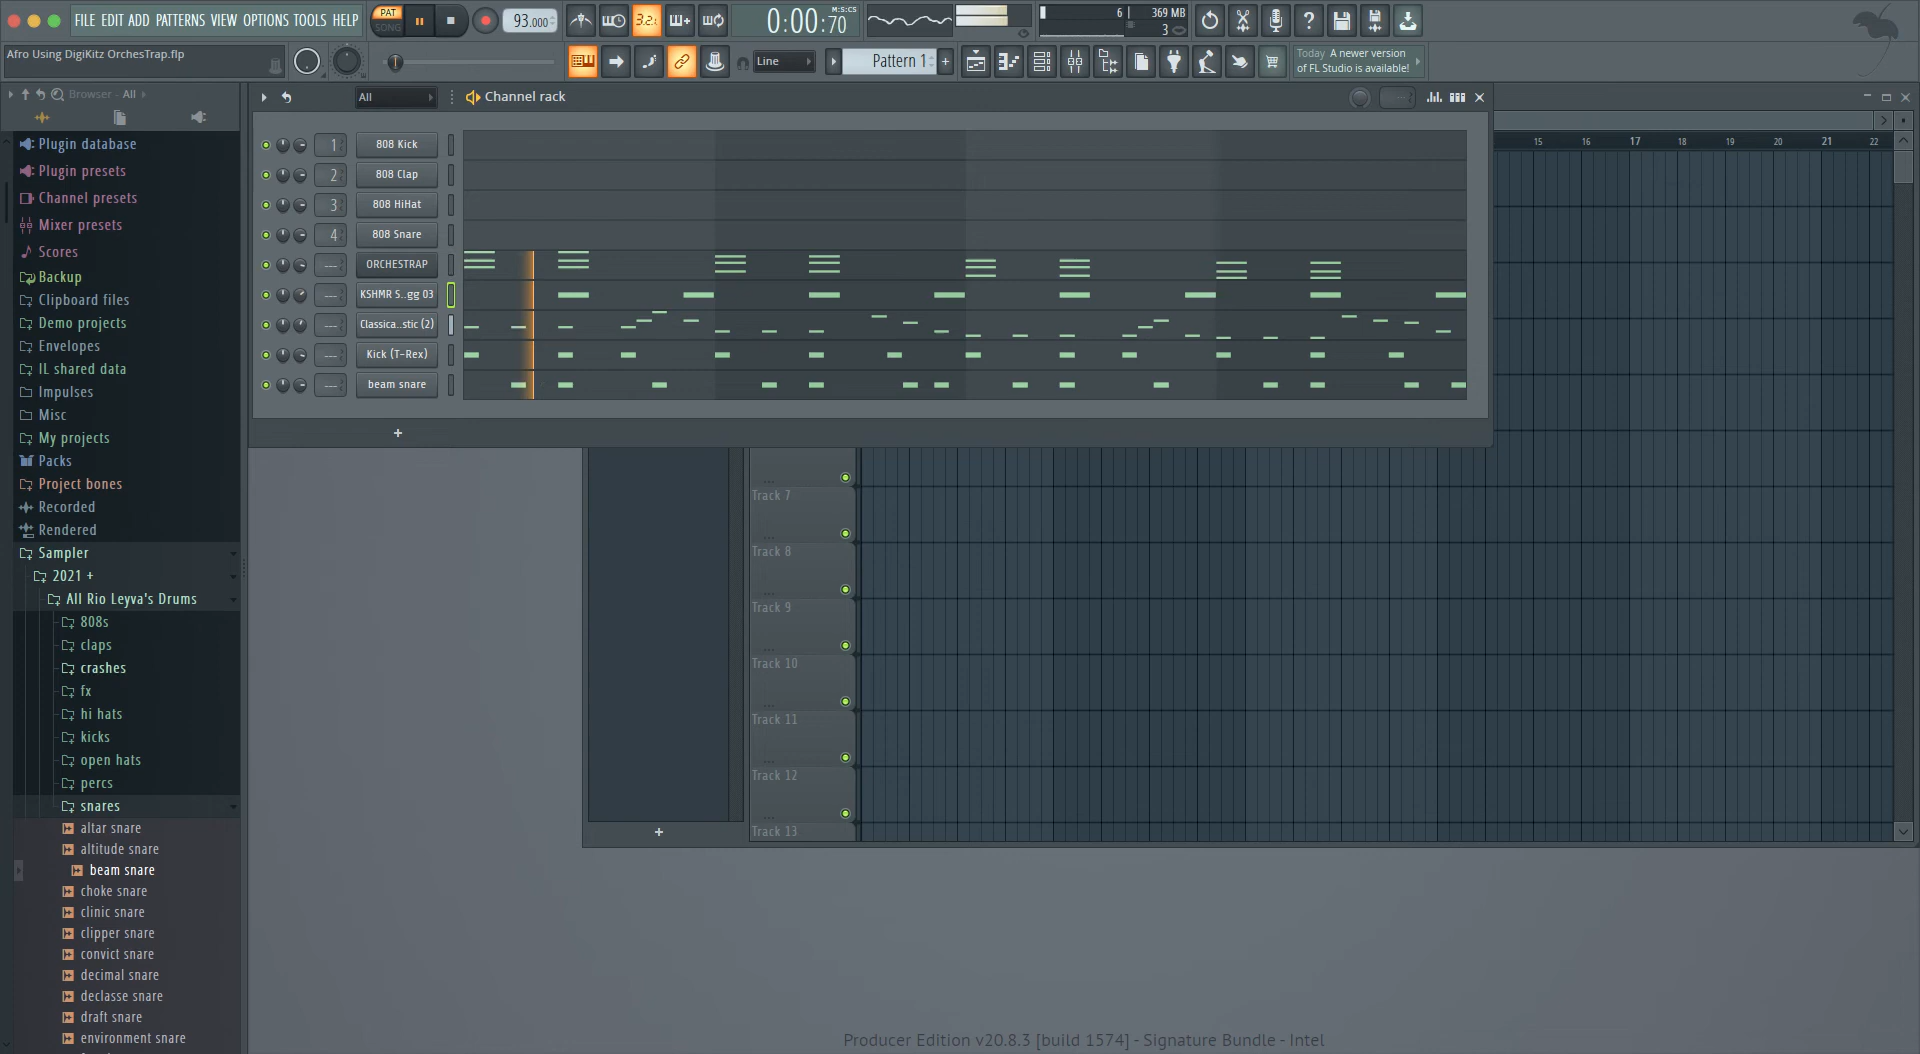 FILE EDIT ADD PATTERNS VIEW OPTIONS TOOLS HELP
PAT
SONG
93.000
3.2.
0:00:70
M:S:CS
6
369 MB
3
Afro Using DigiKitz OrchesTrap.flp
Line
Pattern 1
+
Today A newer version
of FL Studio is available!
Browser - All
All
Channel rack
Plugin database
Plugin presets
Channel presets
Mixer presets
Scores
Backup
Clipboard files
Demo projects
Envelopes
IL shared data
Impulses
Misc
My projects
Packs
Project bones
Recorded
Rendered
Sampler
2021 +
All Rio Leyva's Drums
808s
claps
crashes
fx
hi hats
kicks
open hats
percs
snares
altar snare
altitude snare
beam snare
choke snare
clinic snare
clipper snare
convict snare
decimal snare
declasse snare
draft snare
environment snare
1 808 Kick
2 808 Clap
3 808 HiHat
4 808 Snare
--- ORCHESTRAP
--- KSHMR S..gg 03
--- Classica..stic (2)
--- Kick (T-Rex)
--- beam snare
+
15 16 17 18 19 20 21 22
Track 7
Track 8
Track 9
Track 10
Track 11
Track 12
Track 13
+
Producer Edition v20.8.3 [build 1574] - Signature Bundle - Intel